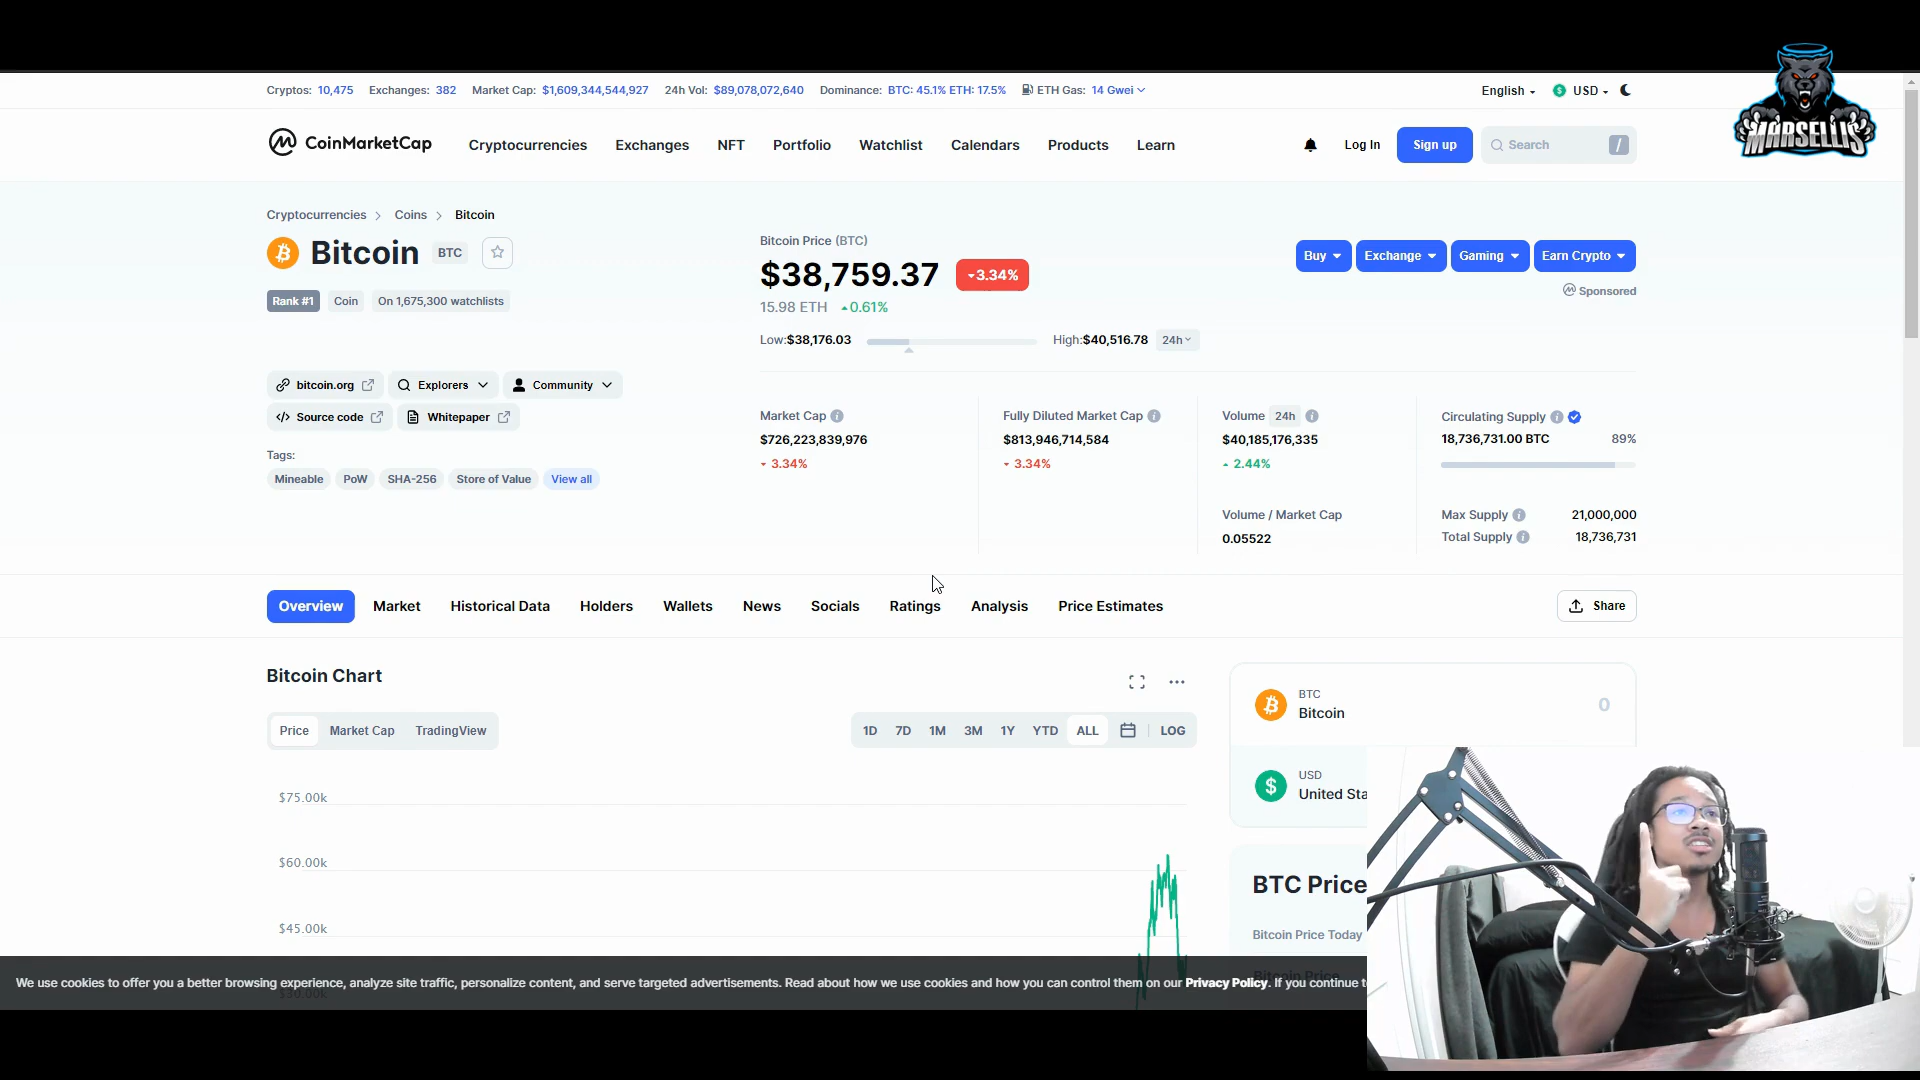 Cryptos: 10,475 Exchanges: 382 Market Cap: $1,609,344,544,927 24h Vol: $89,078,072,640 Dominance: BTC: 45.1% ETH: 17.5% ETH Gas: 14 Gwei English USD
MARSELLIS
CoinMarketCap Cryptocurrencies Exchanges NFT Portfolio Watchlist Calendars Products Learn Log In Sign up Search /
Cryptocurrencies Coins Bitcoin
Bitcoin BTC
Rank #1 Coin On 1,675,300 watchlists
bitcoin.org Explorers Community
Source code Whitepaper
Tags:
Mineable PoW SHA-256 Store of Value View all
Bitcoin Price (BTC)
$38,759.37 3.34%
15.98 ETH 0.61%
Low:$38,176.03 High:$40,516.78 24h
Buy Exchange Gaming Earn Crypto
Sponsored
Market Cap
$726,223,839,976
3.34%
Fully Diluted Market Cap
$813,946,714,584
3.34%
Volume 24h
$40,185,176,335
2.44%
Volume / Market Cap
0.05522
Circulating Supply
18,736,731.00 BTC 89%
Max Supply 21,000,000
Total Supply 18,736,731
Overview Market Historical Data Holders Wallets News Socials Ratings Analysis Price Estimates Share
Bitcoin Chart
Price Market Cap TradingView 1D 7D 1M 3M 1Y YTD ALL LOG
$75.00k
$60.00k
$45.00k
$30.00k
BTC
Bitcoin 0
USD
United Sta
BTC Price
Bitcoin Price Today
Bitcoin Price
We use cookies to offer you a better browsing experience, analyze site traffic, personalize content, and serve targeted advertisements. Read about how we use cookies and how you can control them on our Privacy Policy. If you continue t